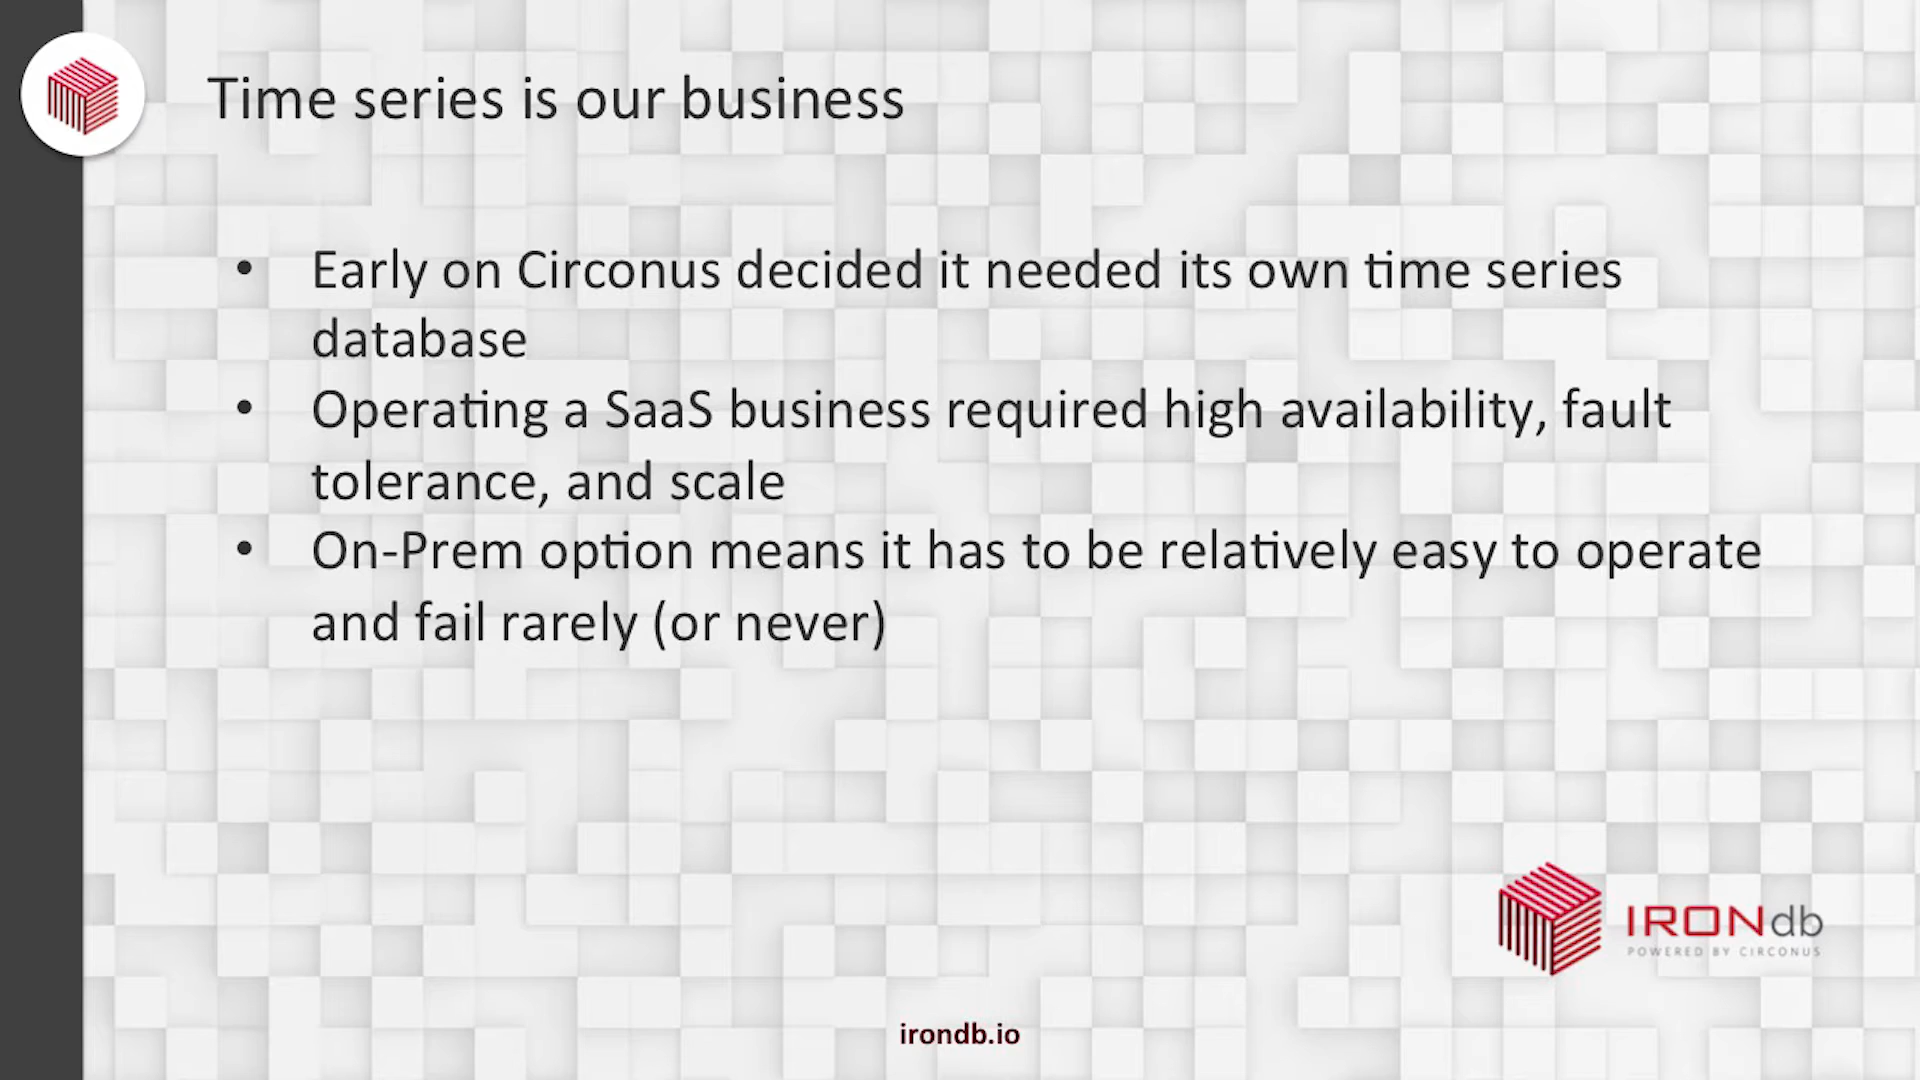 Time series is our business
• Early on Circonus decided it needed its own time series
database
• Operating a SaaS business required high availability, fault
tolerance, and scale
• On-Prem option means it has to be relatively easy to operate
and fail rarely (or never)
IRONdb
POWERED BY CIRCONUS
irondb.io